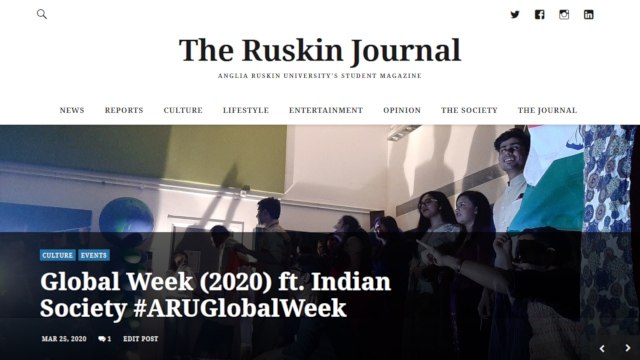 The Ruskin Journal
ANGLIA RUSKIN UNIVERSITY'S STUDENT MAGAZINE
NEWS REPORTS CULTURE LIFESTYLE ENTERTAINMENT OPINION THE SOCIETY THE JOURNAL
CULTURE EVENTS
Global Week (2020) ft. Indian
Society #ARUGlobalWeek
MAR 25, 2020 1 EDIT POST